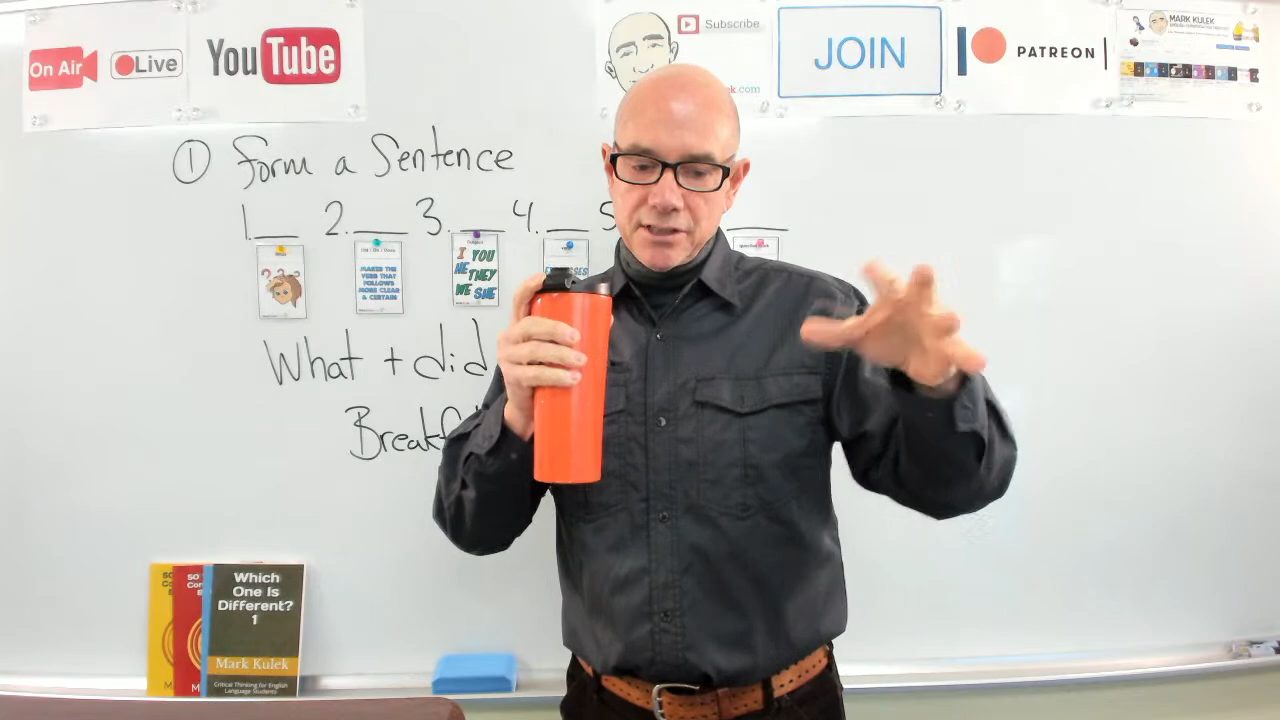 On Air
Live
YouTube
Subscribe
JOIN
PATREON
MARK KULEK
① Form a Sentence
1. 2. 3. 4. 5
MAKES THE
VERB THAT
FOLLOWS
MORE CLEAR
& CERTAIN
I YOU
HE THEY
WE SHE
What + did
Which
One Is
Different?
1
Mark Kulek
Critical Thinking for English
Language Students